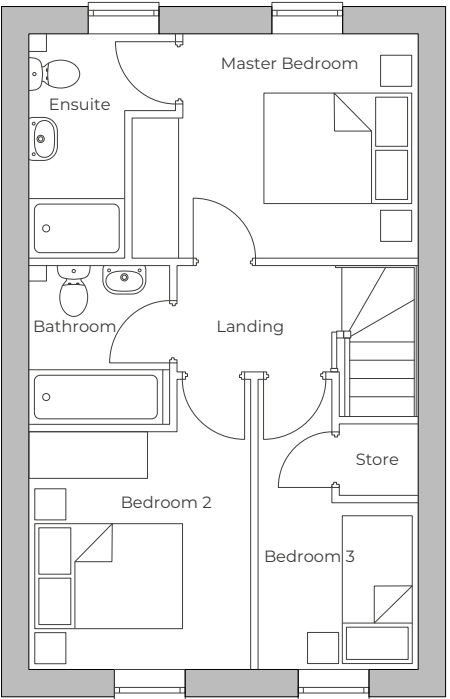 Master Bedroom
Ensuite
Bathroom
Landing
Store
Bedroom 2
Bedroom 3